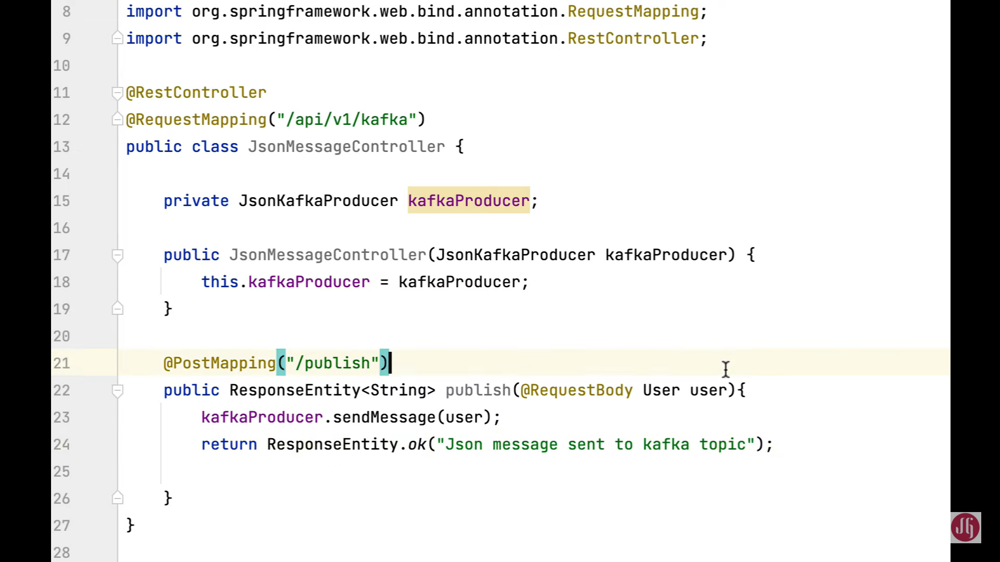 8 import org.springframework.web.bind.annotation.RequestMapping;
9 import org.springframework.web.bind.annotation.RestController;
10
11 @RestController
12 @RequestMapping("/api/v1/kafka")
13 public class JsonMessageController {
14
15 private JsonKafkaProducer kafkaProducer;
16
17 public JsonMessageController(JsonKafkaProducer kafkaProducer) {
18 this.kafkaProducer = kafkaProducer;
19 }
20
21 @PostMapping("/publish")
22 public ResponseEntity<String> publish(@RequestBody User user){
23 kafkaProducer.sendMessage(user);
24 return ResponseEntity.ok("Json message sent to kafka topic");
25
26 }
27 }
28
JG